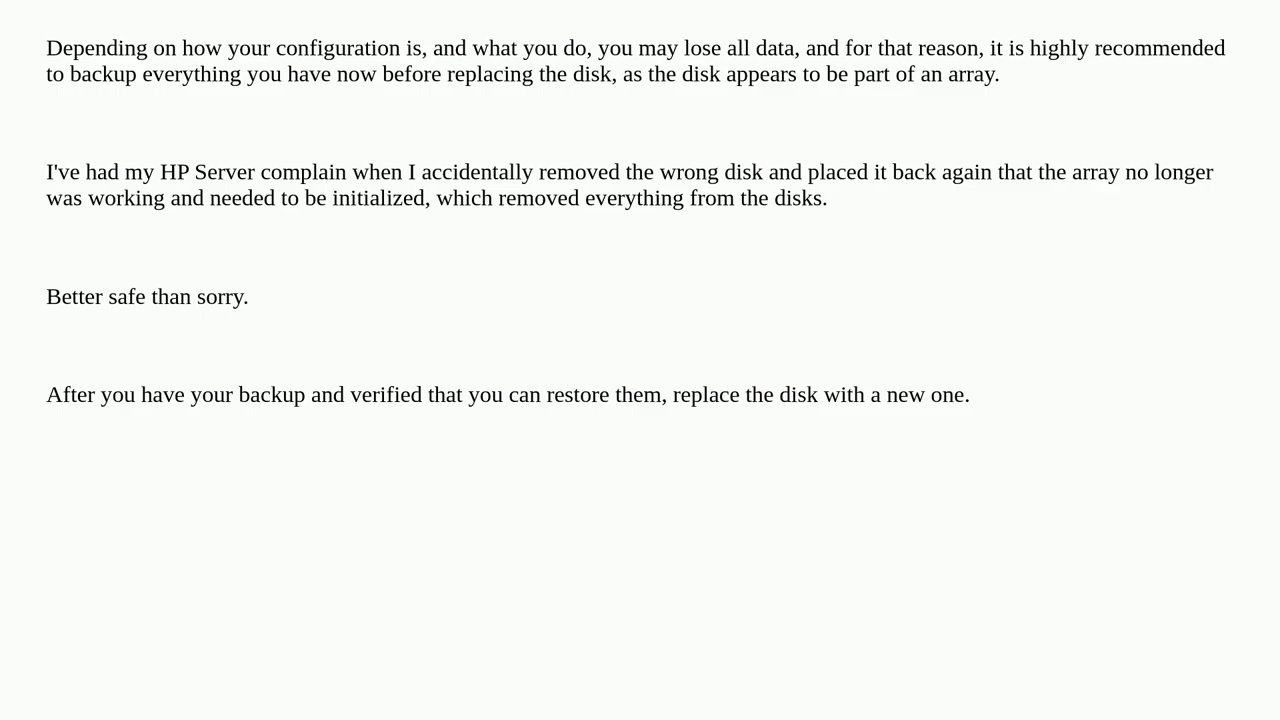 Depending on how your configuration is, and what you do, you may lose all data, and for that reason, it is highly recommended
to backup everything you have now before replacing the disk, as the disk appears to be part of an array.
I've had my HP Server complain when I accidentally removed the wrong disk and placed it back again that the array no longer
was working and needed to be initialized, which removed everything from the disks.
Better safe than sorry.
After you have your backup and verified that you can restore them, replace the disk with a new one.